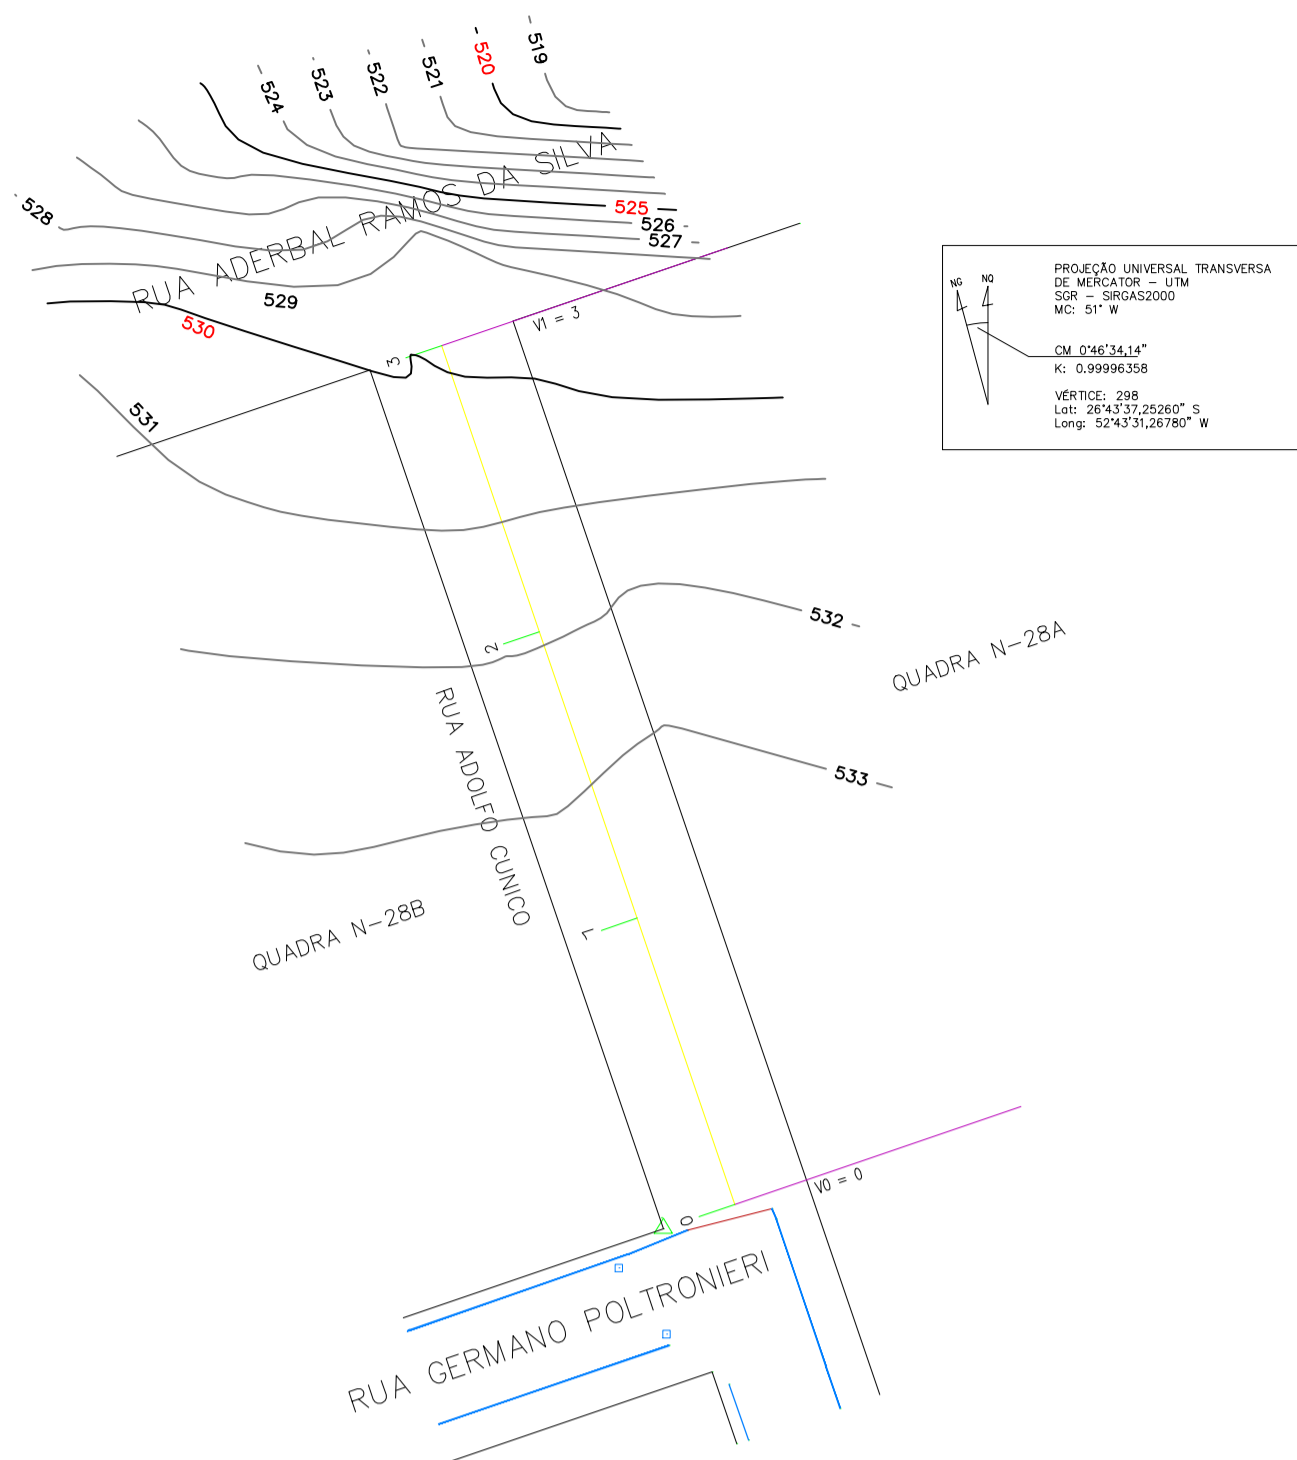 519
520
521
522
523
524
525
526
527
528
RUA ADERBAL RAMOS DA SILVA
529
530
V1 = 3
3
531
NG
NQ
PROJEÇÃO UNIVERSAL TRANSVERSA
DE MERCATOR – UTM
SGR – SIRGAS2000
MC: 51° W
CM 0°46'34,14"
K: 0.99996358
VÉRTICE: 298
Lat: 26°43'37,25260" S
Long: 52°43'31,26780" W
532
2
QUADRA N-28A
RUA ADOLFO CUNICO
533
QUADRA N-28B
1
V0 = 0
0
RUA GERMANO POLTRONIERI